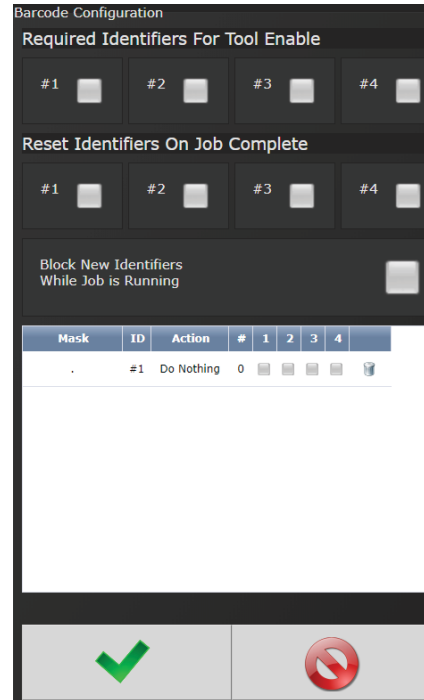 Barcode Configuration
Required Identifiers For Tool Enable
#1 #2 #3 #4
Reset Identifiers On Job Complete
#1 #2 #3 #4
Block New Identifiers
While Job is Running
Mask ID Action # 1 2 3 4
. #1 Do Nothing 0